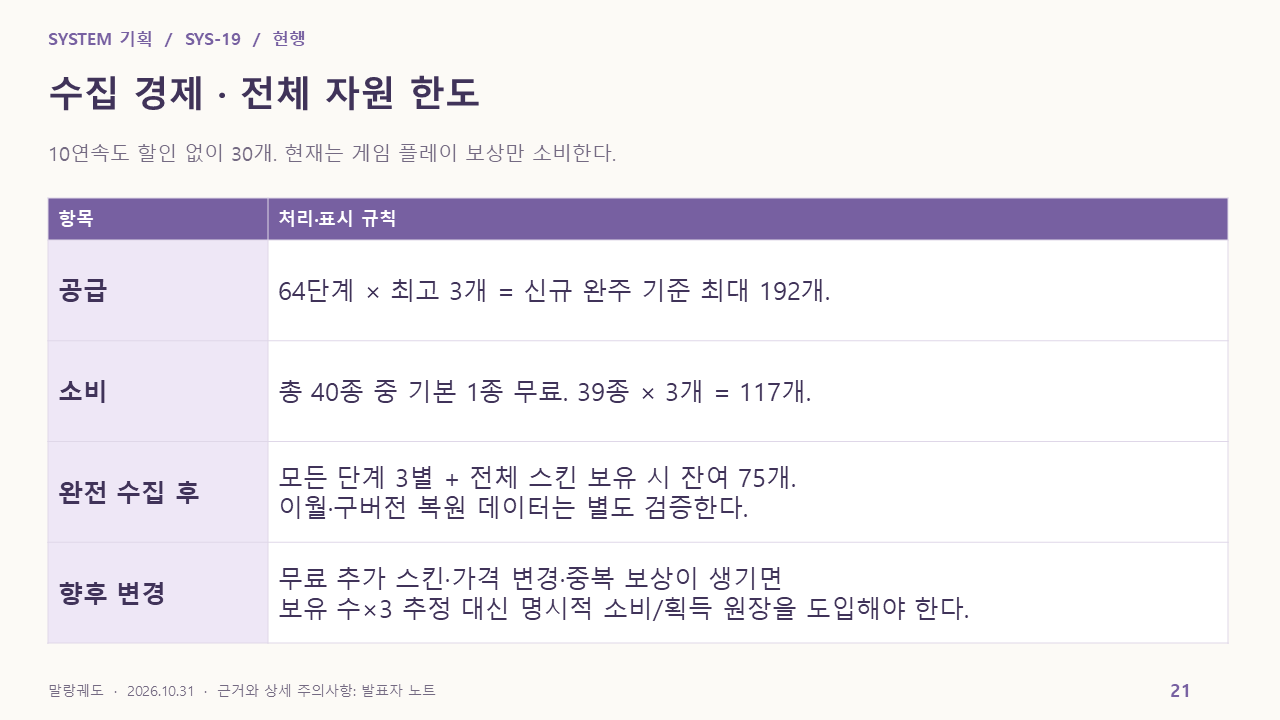 SYSTEM 기획 / SYS-19 / 현행
수집 경제 · 전체 자원 한도
10연속도 할인 없이 30개. 현재는 게임 플레이 보상만 소비한다.
항목
처리·표시 규칙
공급
64단계 × 최고 3개 = 신규 완주 기준 최대 192개.
소비
총 40종 중 기본 1종 무료. 39종 × 3개 = 117개.
완전 수집 후
모든 단계 3별 + 전체 스킨 보유 시 잔여 75개.
이월·구버전 복원 데이터는 별도 검증한다.
향후 변경
무료 추가 스킨·가격 변경·중복 보상이 생기면
보유 수×3 추정 대신 명시적 소비/획득 원장을 도입해야 한다.
말랑궤도 · 2026.10.31 · 근거와 상세 주의사항: 발표자 노트
21